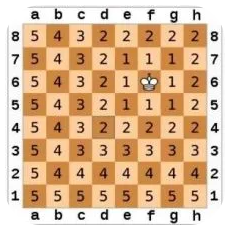 a b c d e f g h
8 5 4 3 2 2 2 2 2 8
7 5 4 3 2 1 1 1 2 7
6 5 4 3 2 1 1 2 6
5 5 4 3 2 1 1 1 2 5
4 5 4 3 2 2 2 2 2 4
3 5 4 3 3 3 3 3 3 3
2 5 4 4 4 4 4 4 4 2
1 5 5 5 5 5 5 5 5 1
a b c d e f g h